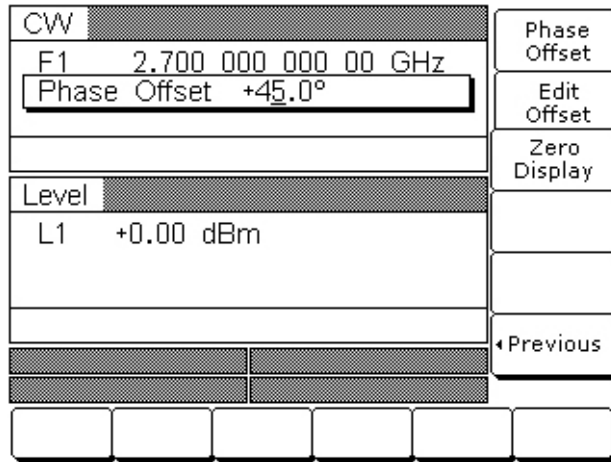 CW
F1 2.700 000 000 00 GHz
Phase Offset +45.0°
Level
L1 +0.00 dBm
Phase
Offset
Edit
Offset
Zero
Display
Previous